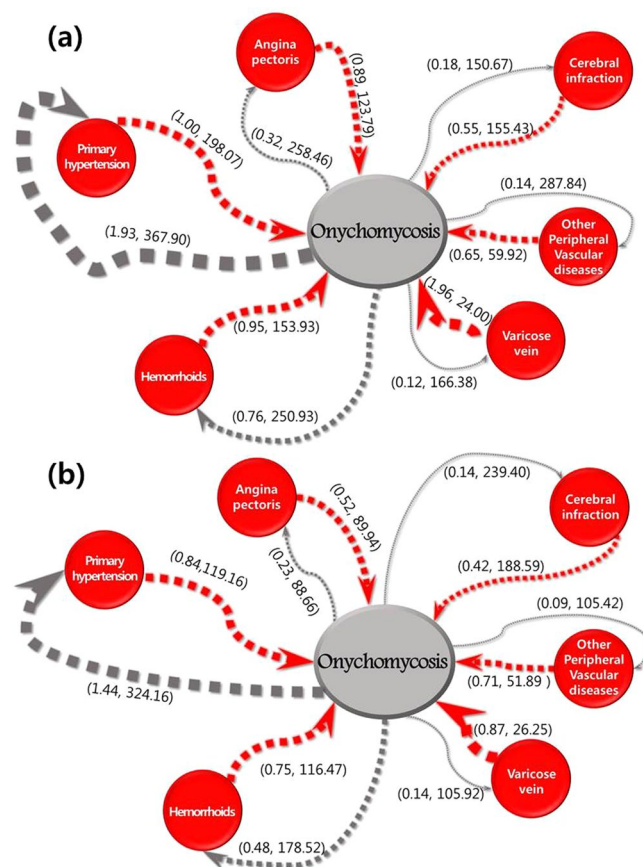 (a)
Angina
pectoris
(0.89, 123.79)
(0.18, 150.67)
Cerebral
infraction
(0.55, 155.43)
Primary
hypertension
(1.00, 198.07)
(0.32, 258.46)
(0.14, 287.84)
Onychomycosis
Other
Peripheral
Vascular
diseases
(1.93, 367.90)
(0.65, 59.92)
(1.96, 24.00)
Varicose
vein
(0.95, 153.93)
Hemorrhoids
(0.12, 166.38)
(0.76, 250.93)
(b)
Angina
pectoris
(0.52, 89.94)
(0.14, 239.40)
Cerebral
infraction
Primary
hypertension
(0.84,119.16)
(0.23, 88.66)
(0.42, 188.59)
(0.09, 105.42)
Onychomycosis
Other
Peripheral
Vascular
diseases
(1.44, 324.16)
(0.71, 51.89 )
(0.87, 26.25)
Varicose
vein
(0.75, 116.47)
Hemorrhoids
(0.14, 105.92)
(0.48, 178.52)